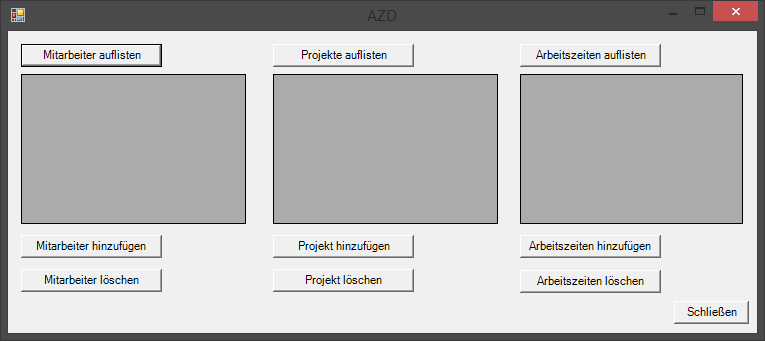 AZD
Mitarbeiter auflisten Projekte auflisten Arbeitszeiten auflisten
Mitarbeiter hinzufügen Projekt hinzufügen Arbeitszeiten hinzufügen
Mitarbeiter löschen Projekt löschen Arbeitszeiten löschen
Schließen